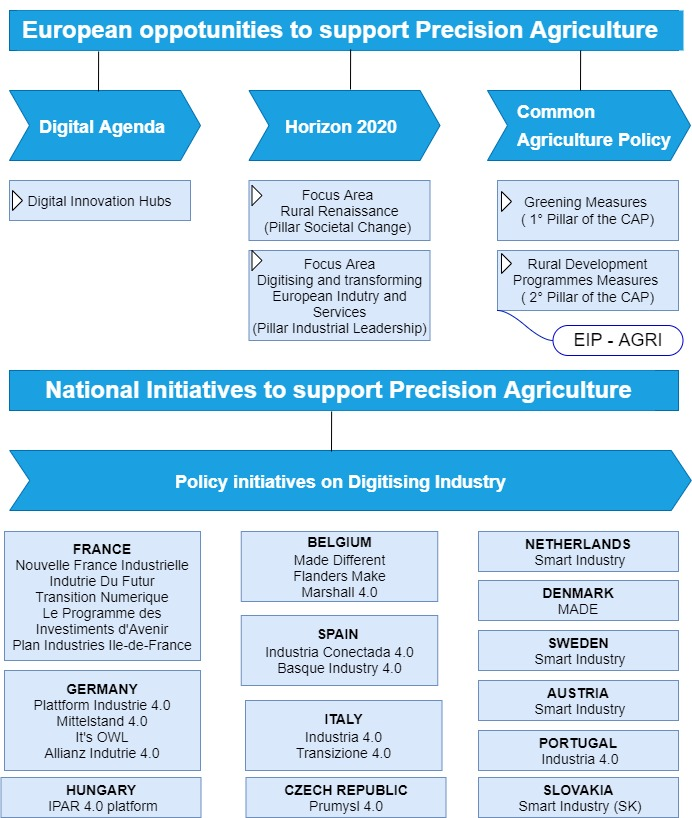 European oppotunities to support Precision Agriculture
Digital Agenda
Horizon 2020
Common
Agriculture Policy
Digital Innovation Hubs
Focus Area
Rural Renaissance
(Pillar Societal Change)
Greening Measures
( 1° Pillar of the CAP)
Focus Area
Digitising and transforming
European Indutry and
Services
(Pillar Industrial Leadership)
Rural Development
Programmes Measures
( 2° Pillar of the CAP)
EIP - AGRI
National Initiatives to support Precision Agriculture
Policy initiatives on Digitising Industry
FRANCE
Nouvelle France Industrielle
Indutrie Du Futur
Transition Numerique
Le Programme des
Investiments d'Avenir
Plan Industries Ile-de-France
GERMANY
Plattform Industrie 4.0
Mittelstand 4.0
It's OWL
Allianz Indutrie 4.0
HUNGARY
IPAR 4.0 platform
BELGIUM
Made Different
Flanders Make
Marshall 4.0
SPAIN
Industria Conectada 4.0
Basque Industry 4.0
ITALY
Industria 4.0
Transizione 4.0
CZECH REPUBLIC
Prumysl 4.0
NETHERLANDS
Smart Industry
DENMARK
MADE
SWEDEN
Smart Industry
AUSTRIA
Smart Industry
PORTUGAL
Industria 4.0
SLOVAKIA
Smart Industry (SK)